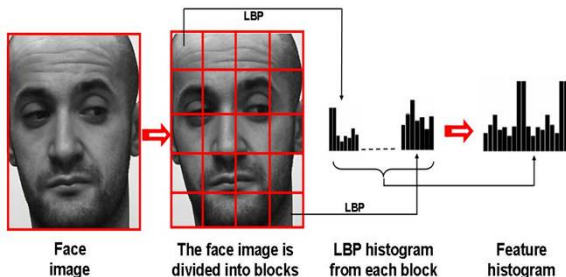 LBP
LBP
Face
image
The face image is
divided into blocks
LBP histogram
from each block
Feature
histogram